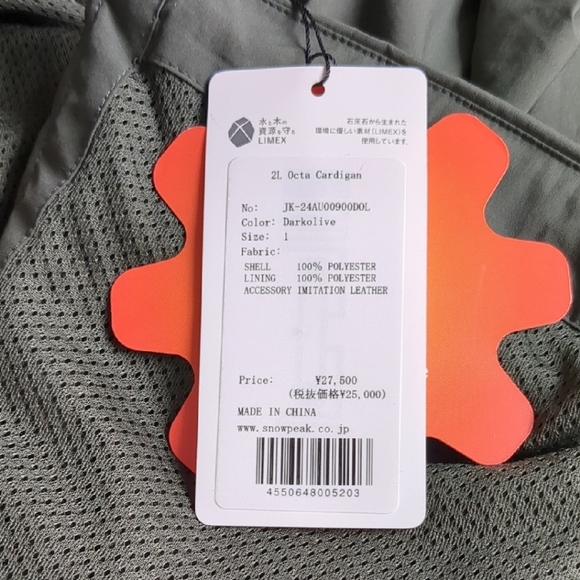 水と木の
資源を守る
LIMEX
石灰石から生まれた
環境に優しい素材(LIMEX)を
使用しています。
2L Octa Cardigan
No: JK-24AU00900DOL
Color: Darkolive
Size: 1
Fabric:
SHELL 100% POLYESTER
LINING 100% POLYESTER
ACCESSORY IMITATION LEATHER
Price: ¥27,500
(税抜価格¥25,000)
MADE IN CHINA
www.snowpeak.co.jp
4550648005203